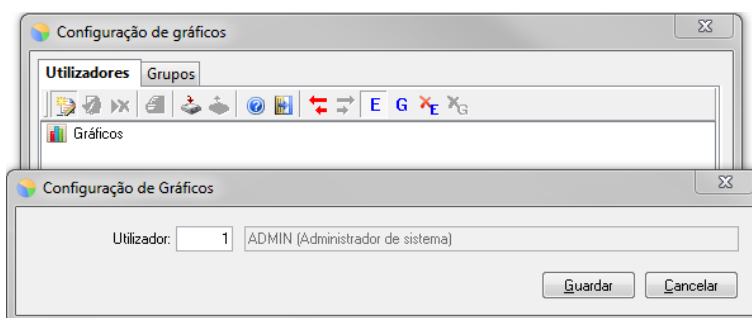 Configuração de gráficos
Utilizadores Grupos
E G E G
Gráficos
Configuração de Gráficos
Utilizador: 1 ADMIN (Administrador de sistema)
Guardar Cancelar